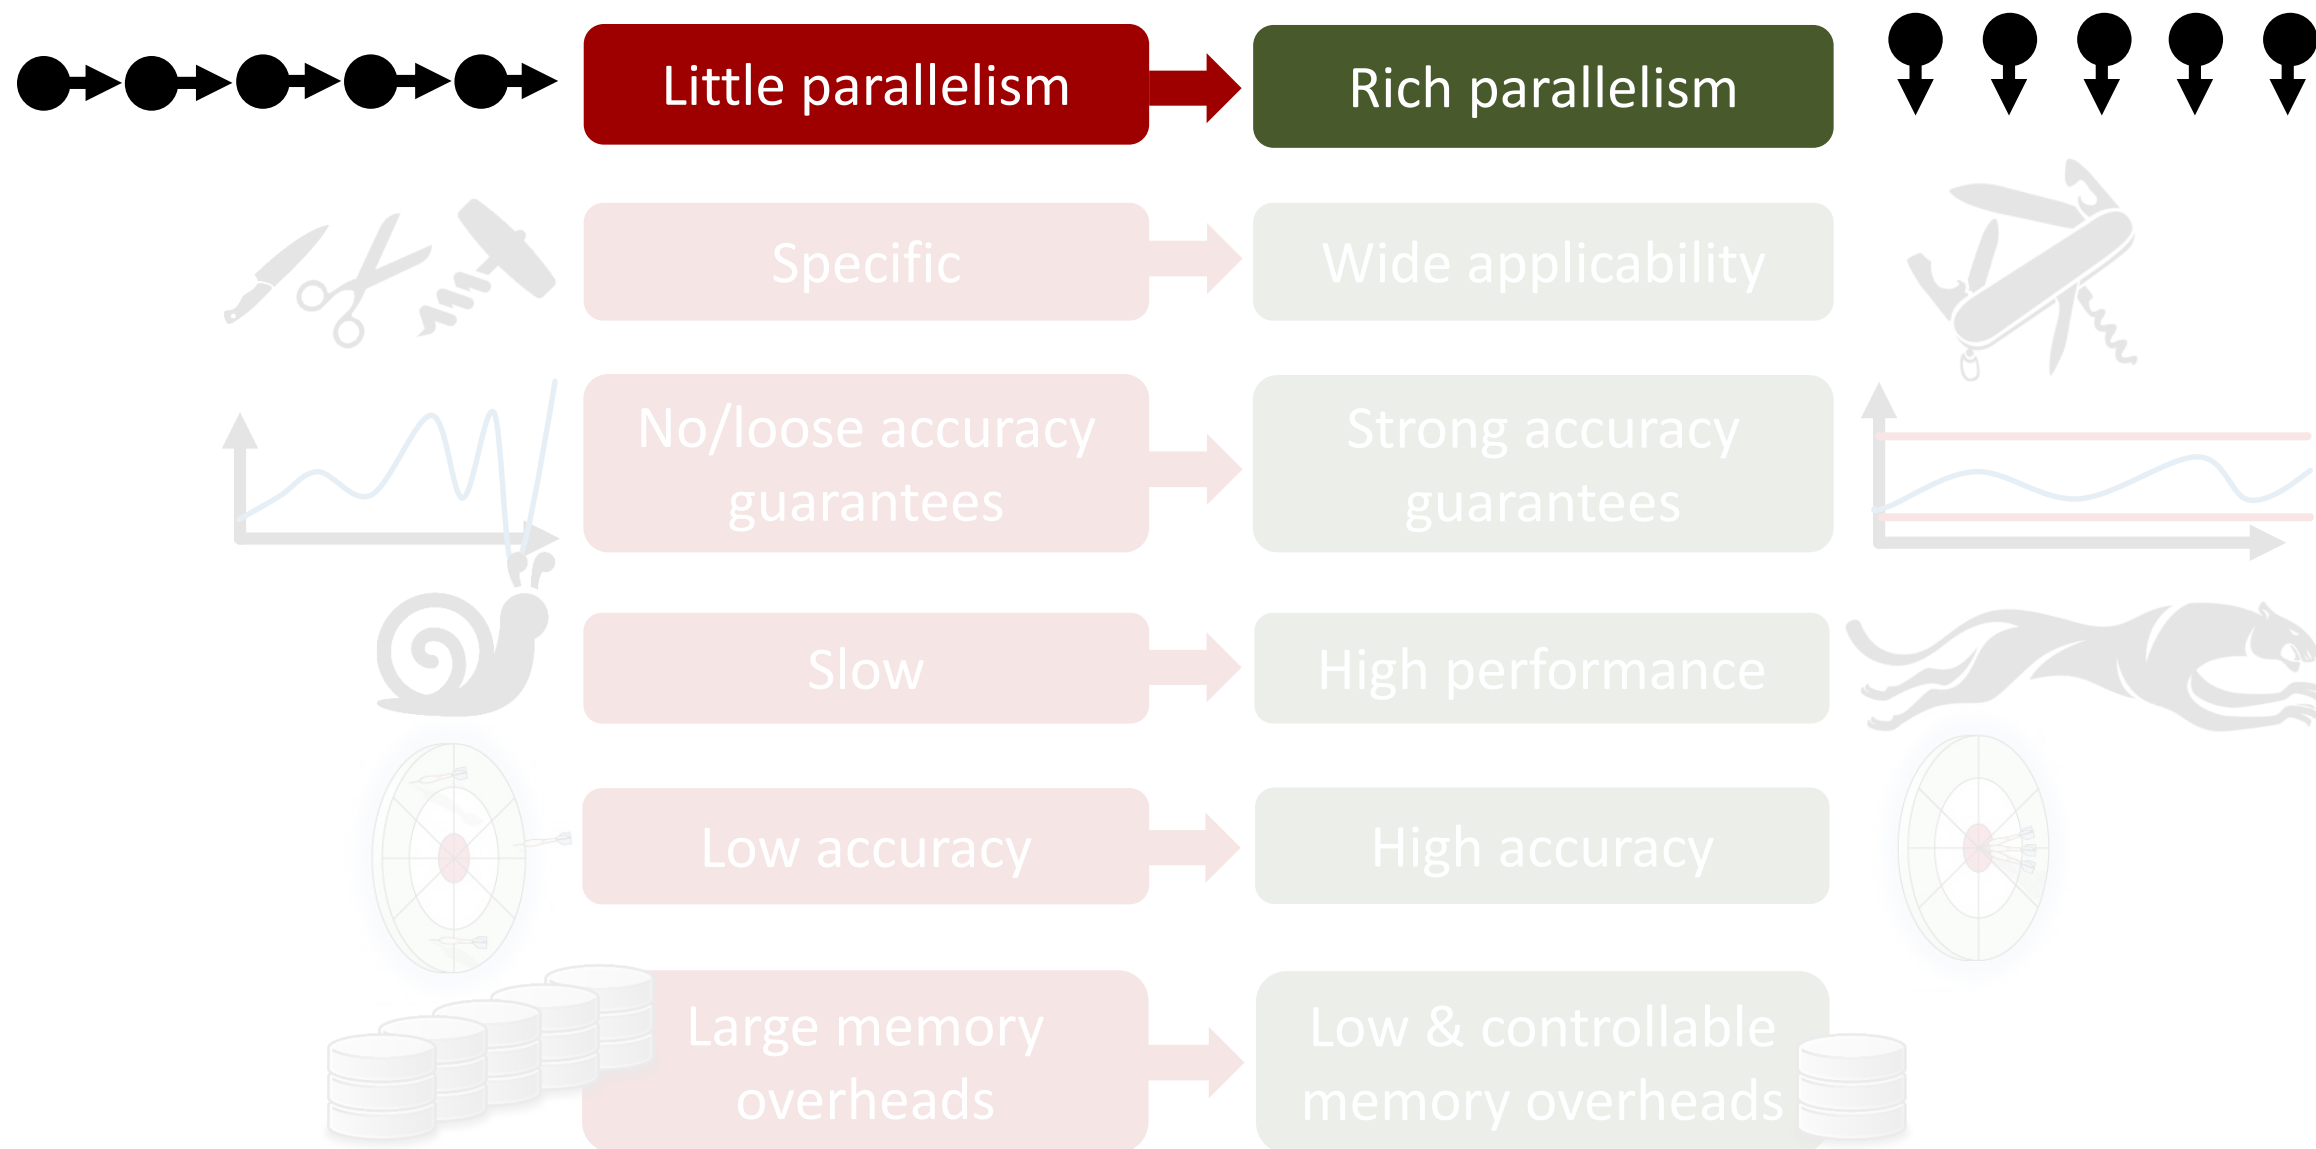 Little parallelism
Rich parallelism
Specific
Wide applicability
No/loose accuracy
guarantees
Strong accuracy
guarantees
Slow
High performance
Low accuracy
High accuracy
Large memory
overheads
Low & controllable
memory overheads